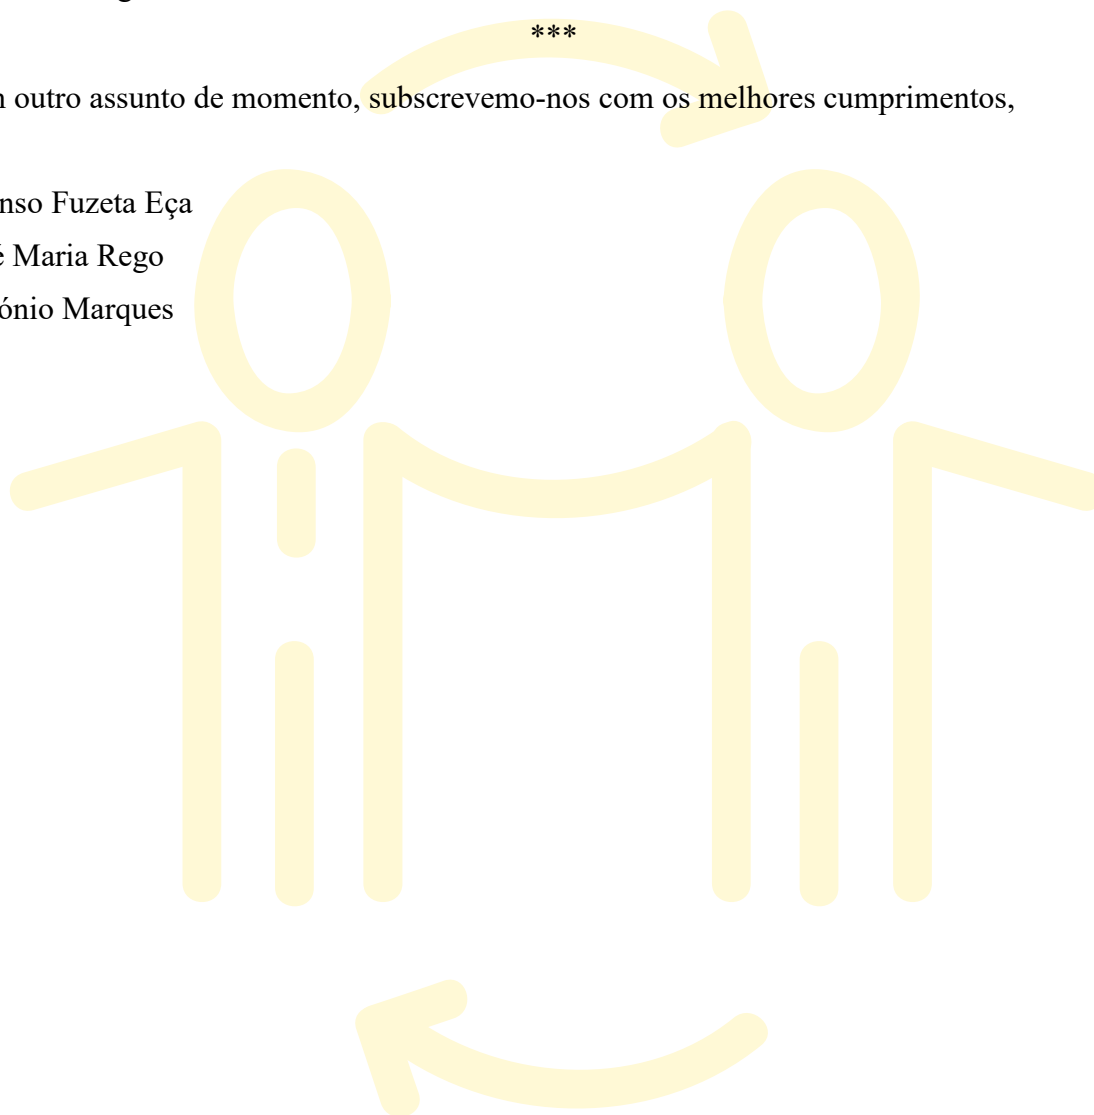 ***
outro assunto de momento, subscrevemo-nos com os melhores cumprimentos,
nso Fuzeta Eça
é Maria Rego
ónio Marques